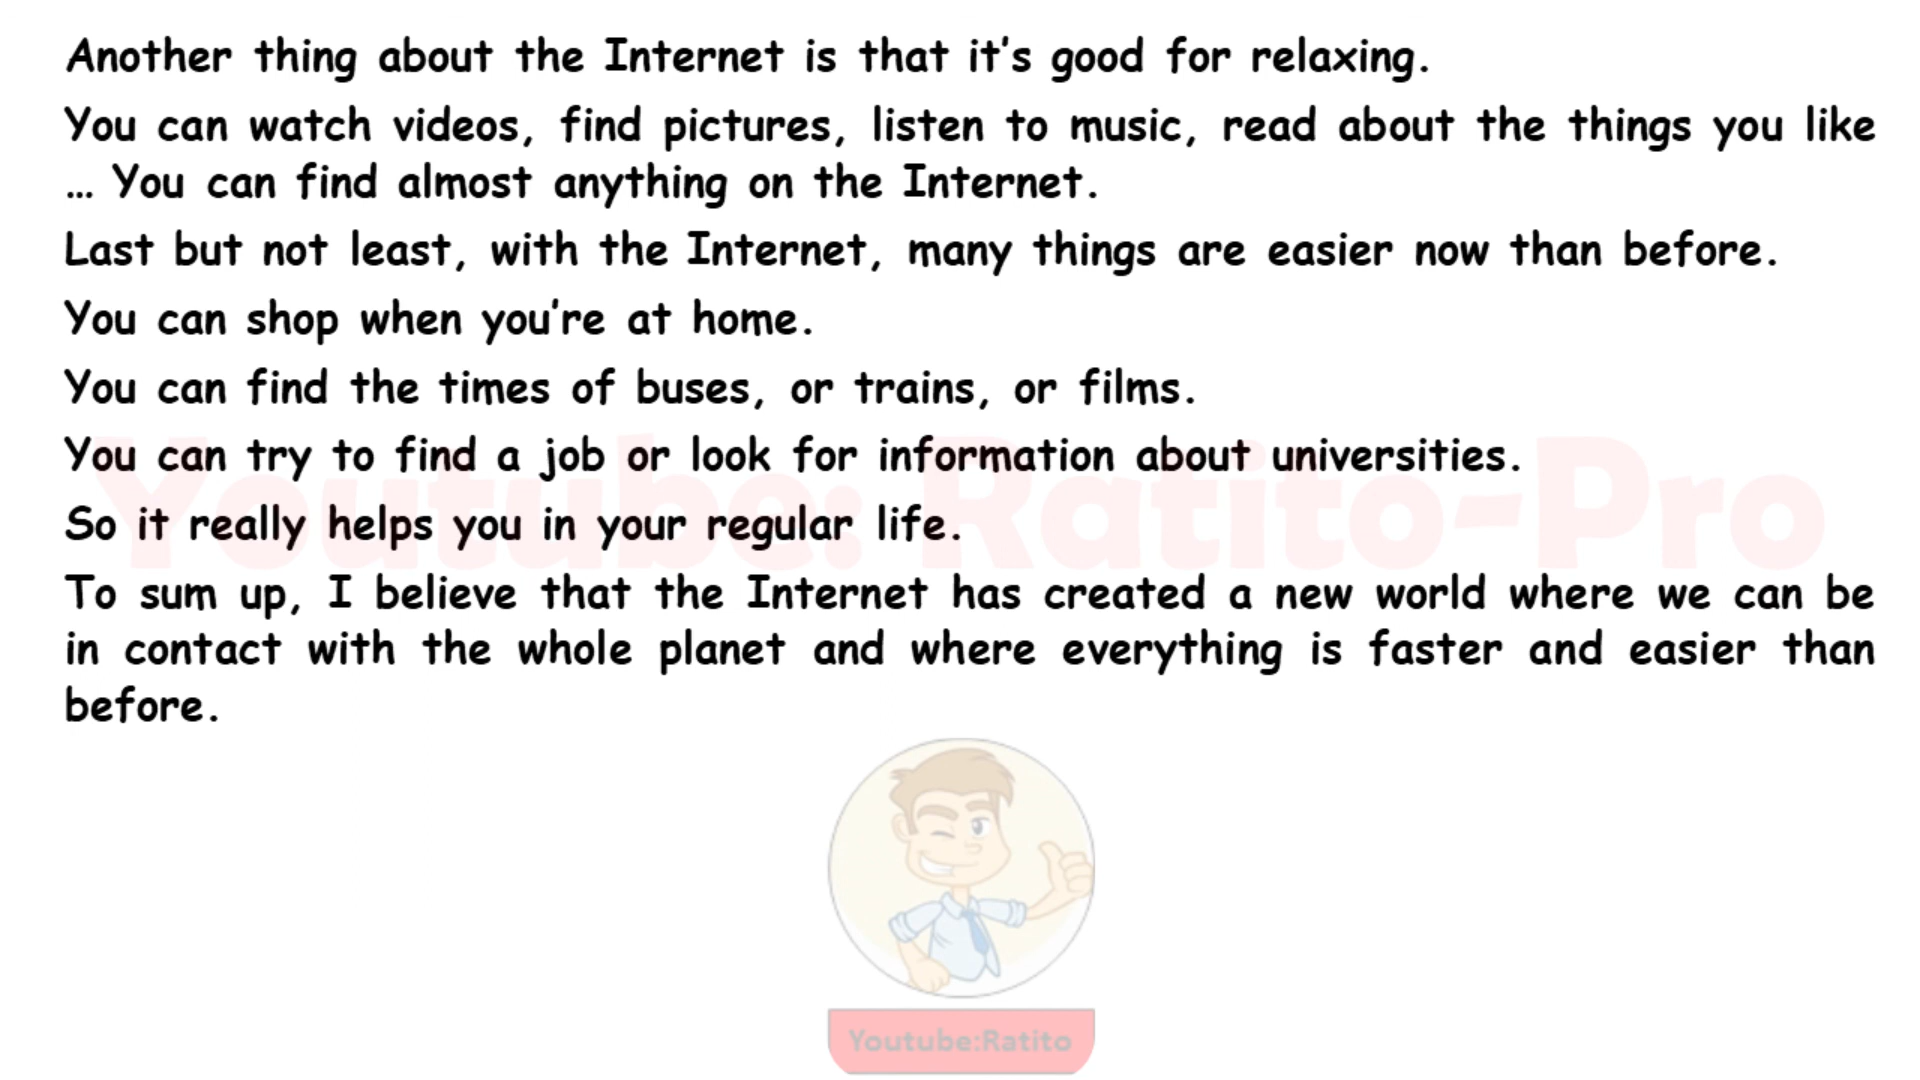 Another thing about the Internet is that it's good for relaxing.
You can watch videos, find pictures, listen to music, read about the things you like
... You can find almost anything on the Internet.
Last but not least, with the Internet, many things are easier now than before.
You can shop when you're at home.
You can find the times of buses, or trains, or films.
You can try to find a job or look for information about universities.
Youtube: Ratito-Pro
So it really helps you in your regular life.
To sum up, I believe that the Internet has created a new world where we can be
in contact with the whole planet and where everything is faster and easier than
before.
Youtube:Ratito